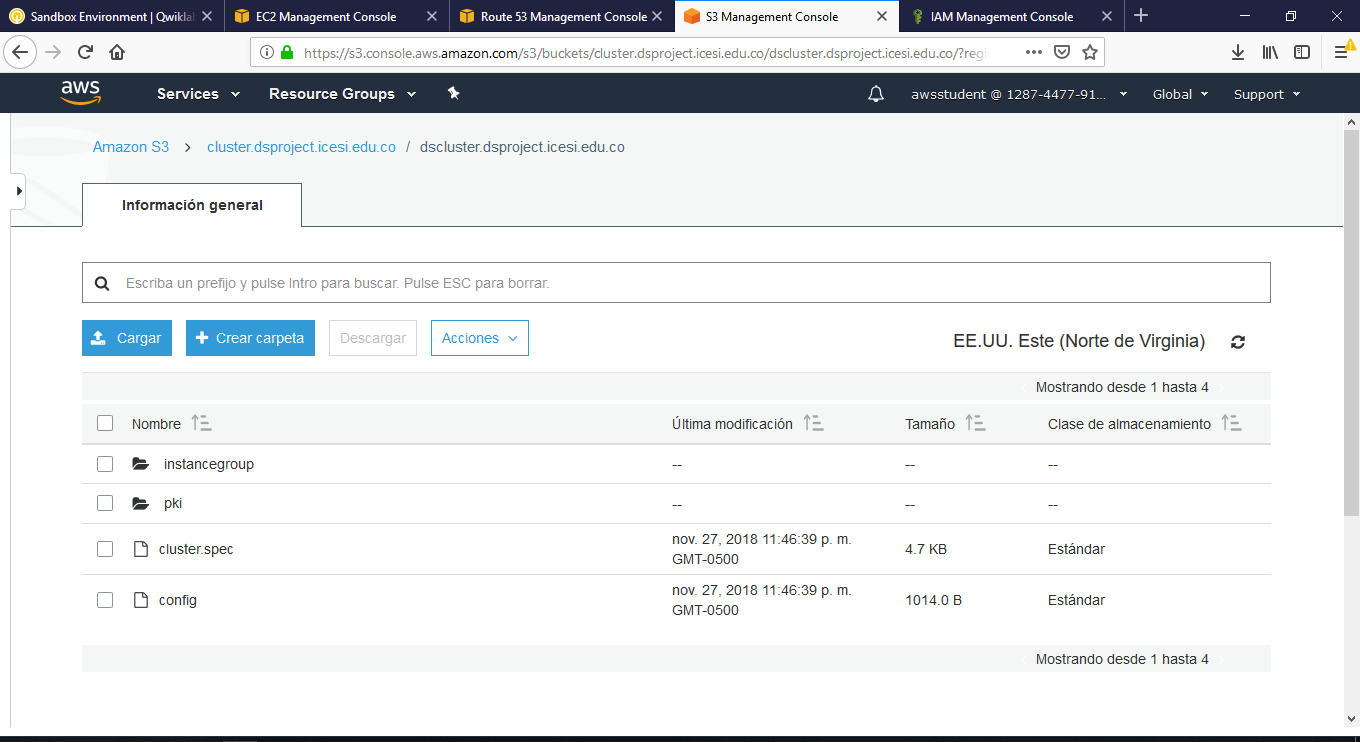 Sandbox Environment | Qwikla
EC2 Management Console
Route 53 Management Console
S3 Management Console
IAM Management Console
https://s3.console.aws.amazon.com/s3/buckets/cluster.dsproject.icesi.edu.co/dscluster.dsproject.icesi.edu.co/?regi
aws
Services
Resource Groups
awsstudent @ 1287-4477-91...
Global
Support
Amazon S3 > cluster.dsproject.icesi.edu.co / dscluster.dsproject.icesi.edu.co
Información general
Escriba un prefijo y pulse Intro para buscar. Pulse ESC para borrar.
Cargar
Crear carpeta
Descargar
Acciones
EE.UU. Este (Norte de Virginia)
Mostrando desde 1 hasta 4
Nombre Última modificación Tamaño Clase de almacenamiento
instancegroup -- -- --
pki -- -- --
cluster.spec nov. 27, 2018 11:46:39 p. m. GMT-0500 4.7 KB Estándar
config nov. 27, 2018 11:46:39 p. m. GMT-0500 1014.0 B Estándar
Mostrando desde 1 hasta 4